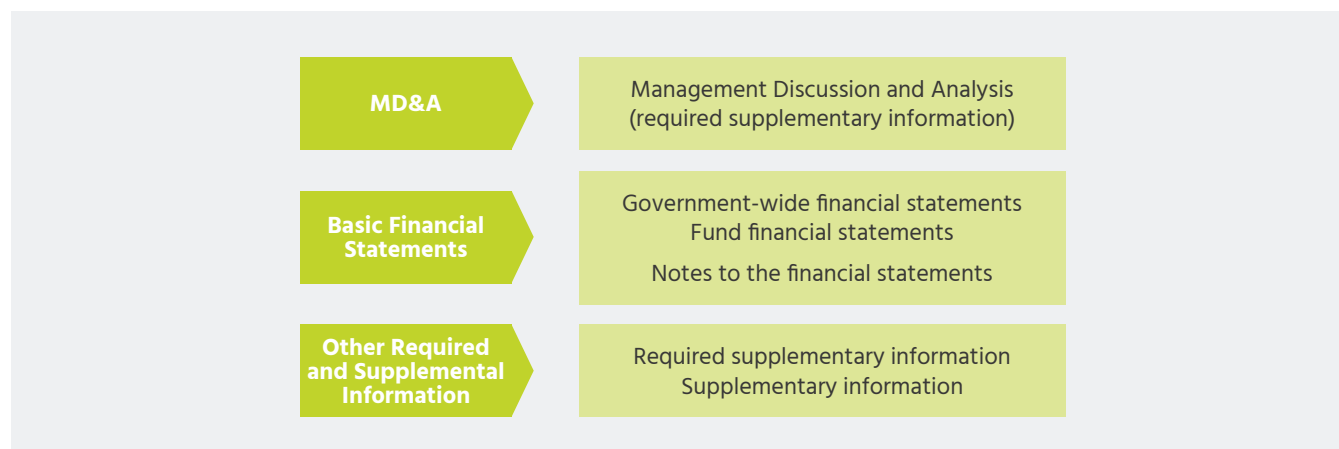 MD&A
Management Discussion and Analysis
(required supplementary information)
Basic Financial
Statements
Government-wide financial statements
Fund financial statements
Notes to the financial statements
Other Required
and Supplemental
Information
Required supplementary information
Supplementary information